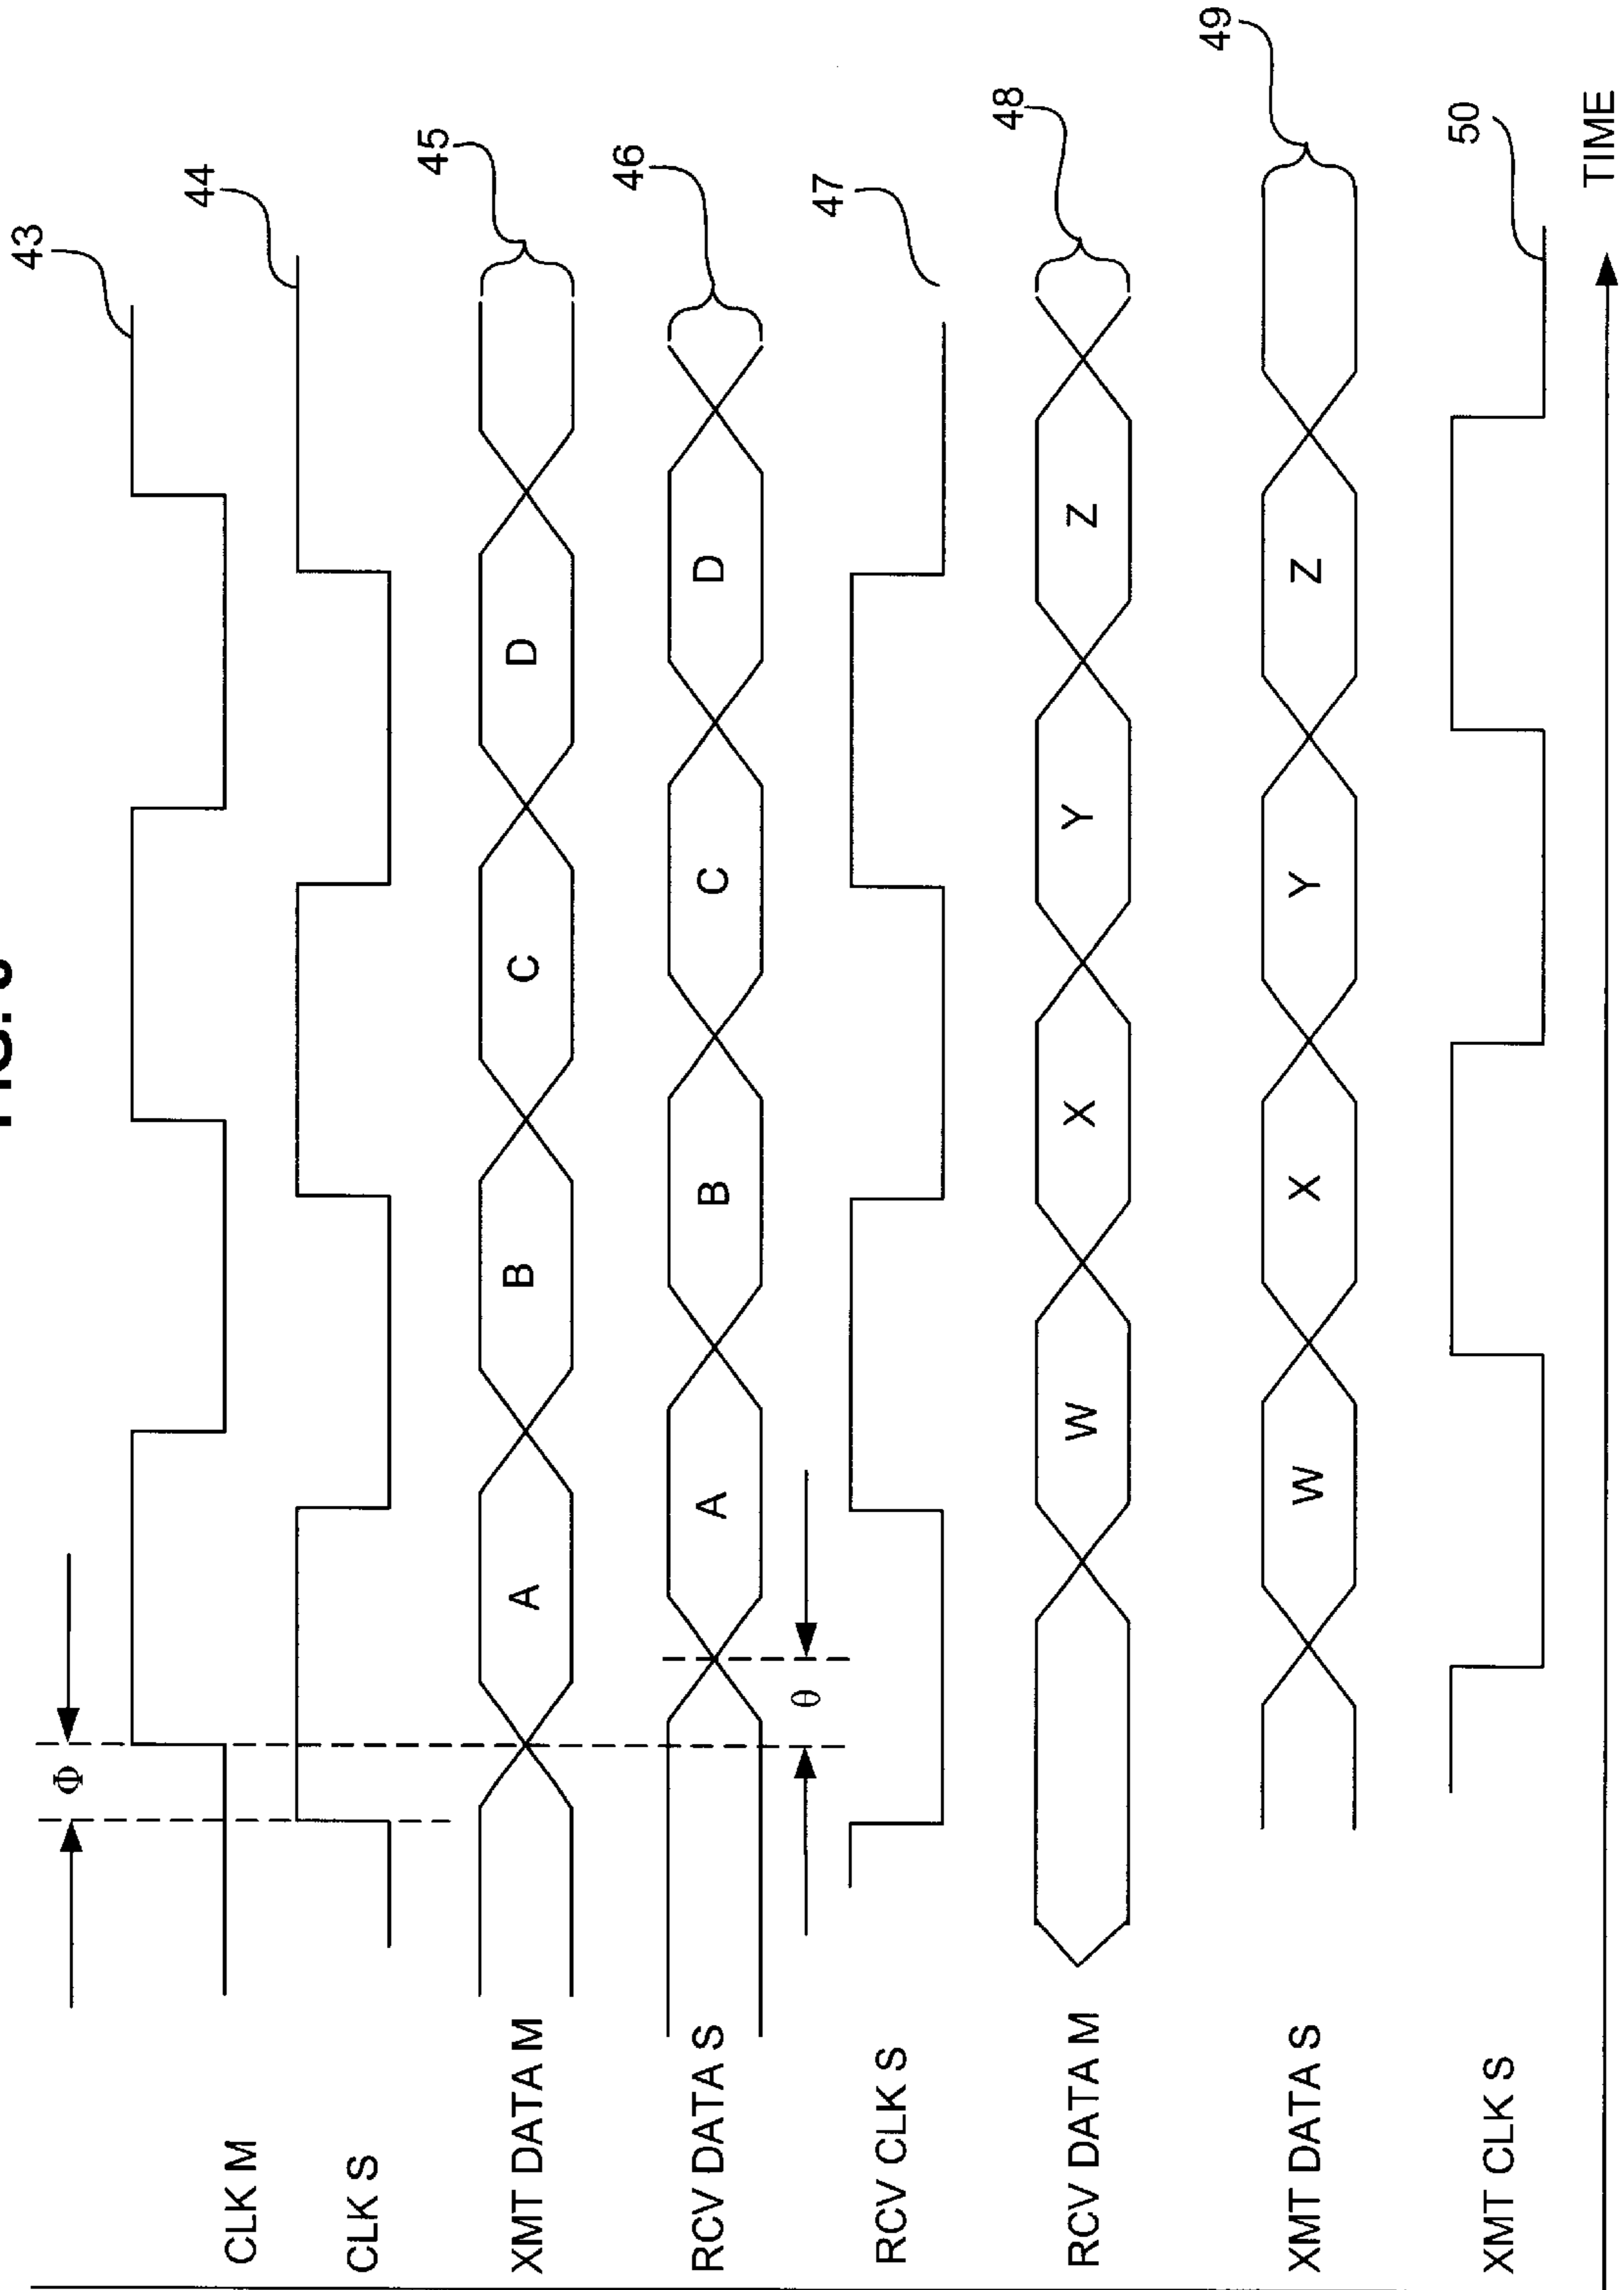 FIG.
Φ
CLK M 43
CLK S 44
XMT DATA M A B C D 45
RCV DATA S A B C D 46
θ
RCV CLK S 47
RCV DATA M W X Y Z 48
XMT DATA S W X Y Z 49
XMT CLK S 50
TIME